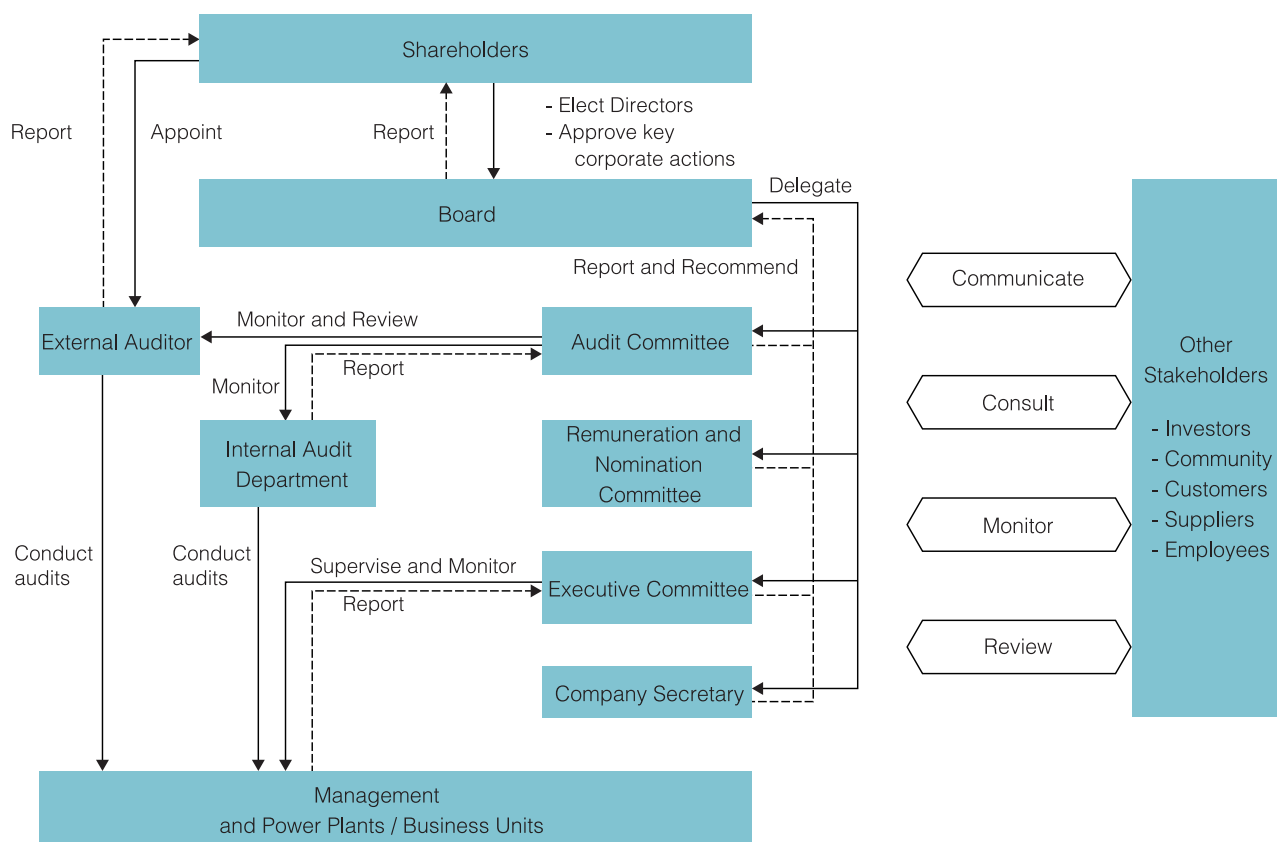 Shareholders
Report
Appoint
Report
- Elect Directors
- Approve key
corporate actions
Board
Delegate
Report and Recommend
External Auditor
Monitor and Review
Audit Committee
Monitor
Report
Internal Audit
Department
Remuneration and
Nomination
Committee
Conduct
audits
Conduct
audits
Supervise and Monitor
Report
Executive Committee
Company Secretary
Management
and Power Plants / Business Units
Communicate
Consult
Monitor
Review
Other
Stakeholders
- Investors
- Community
- Customers
- Suppliers
- Employees